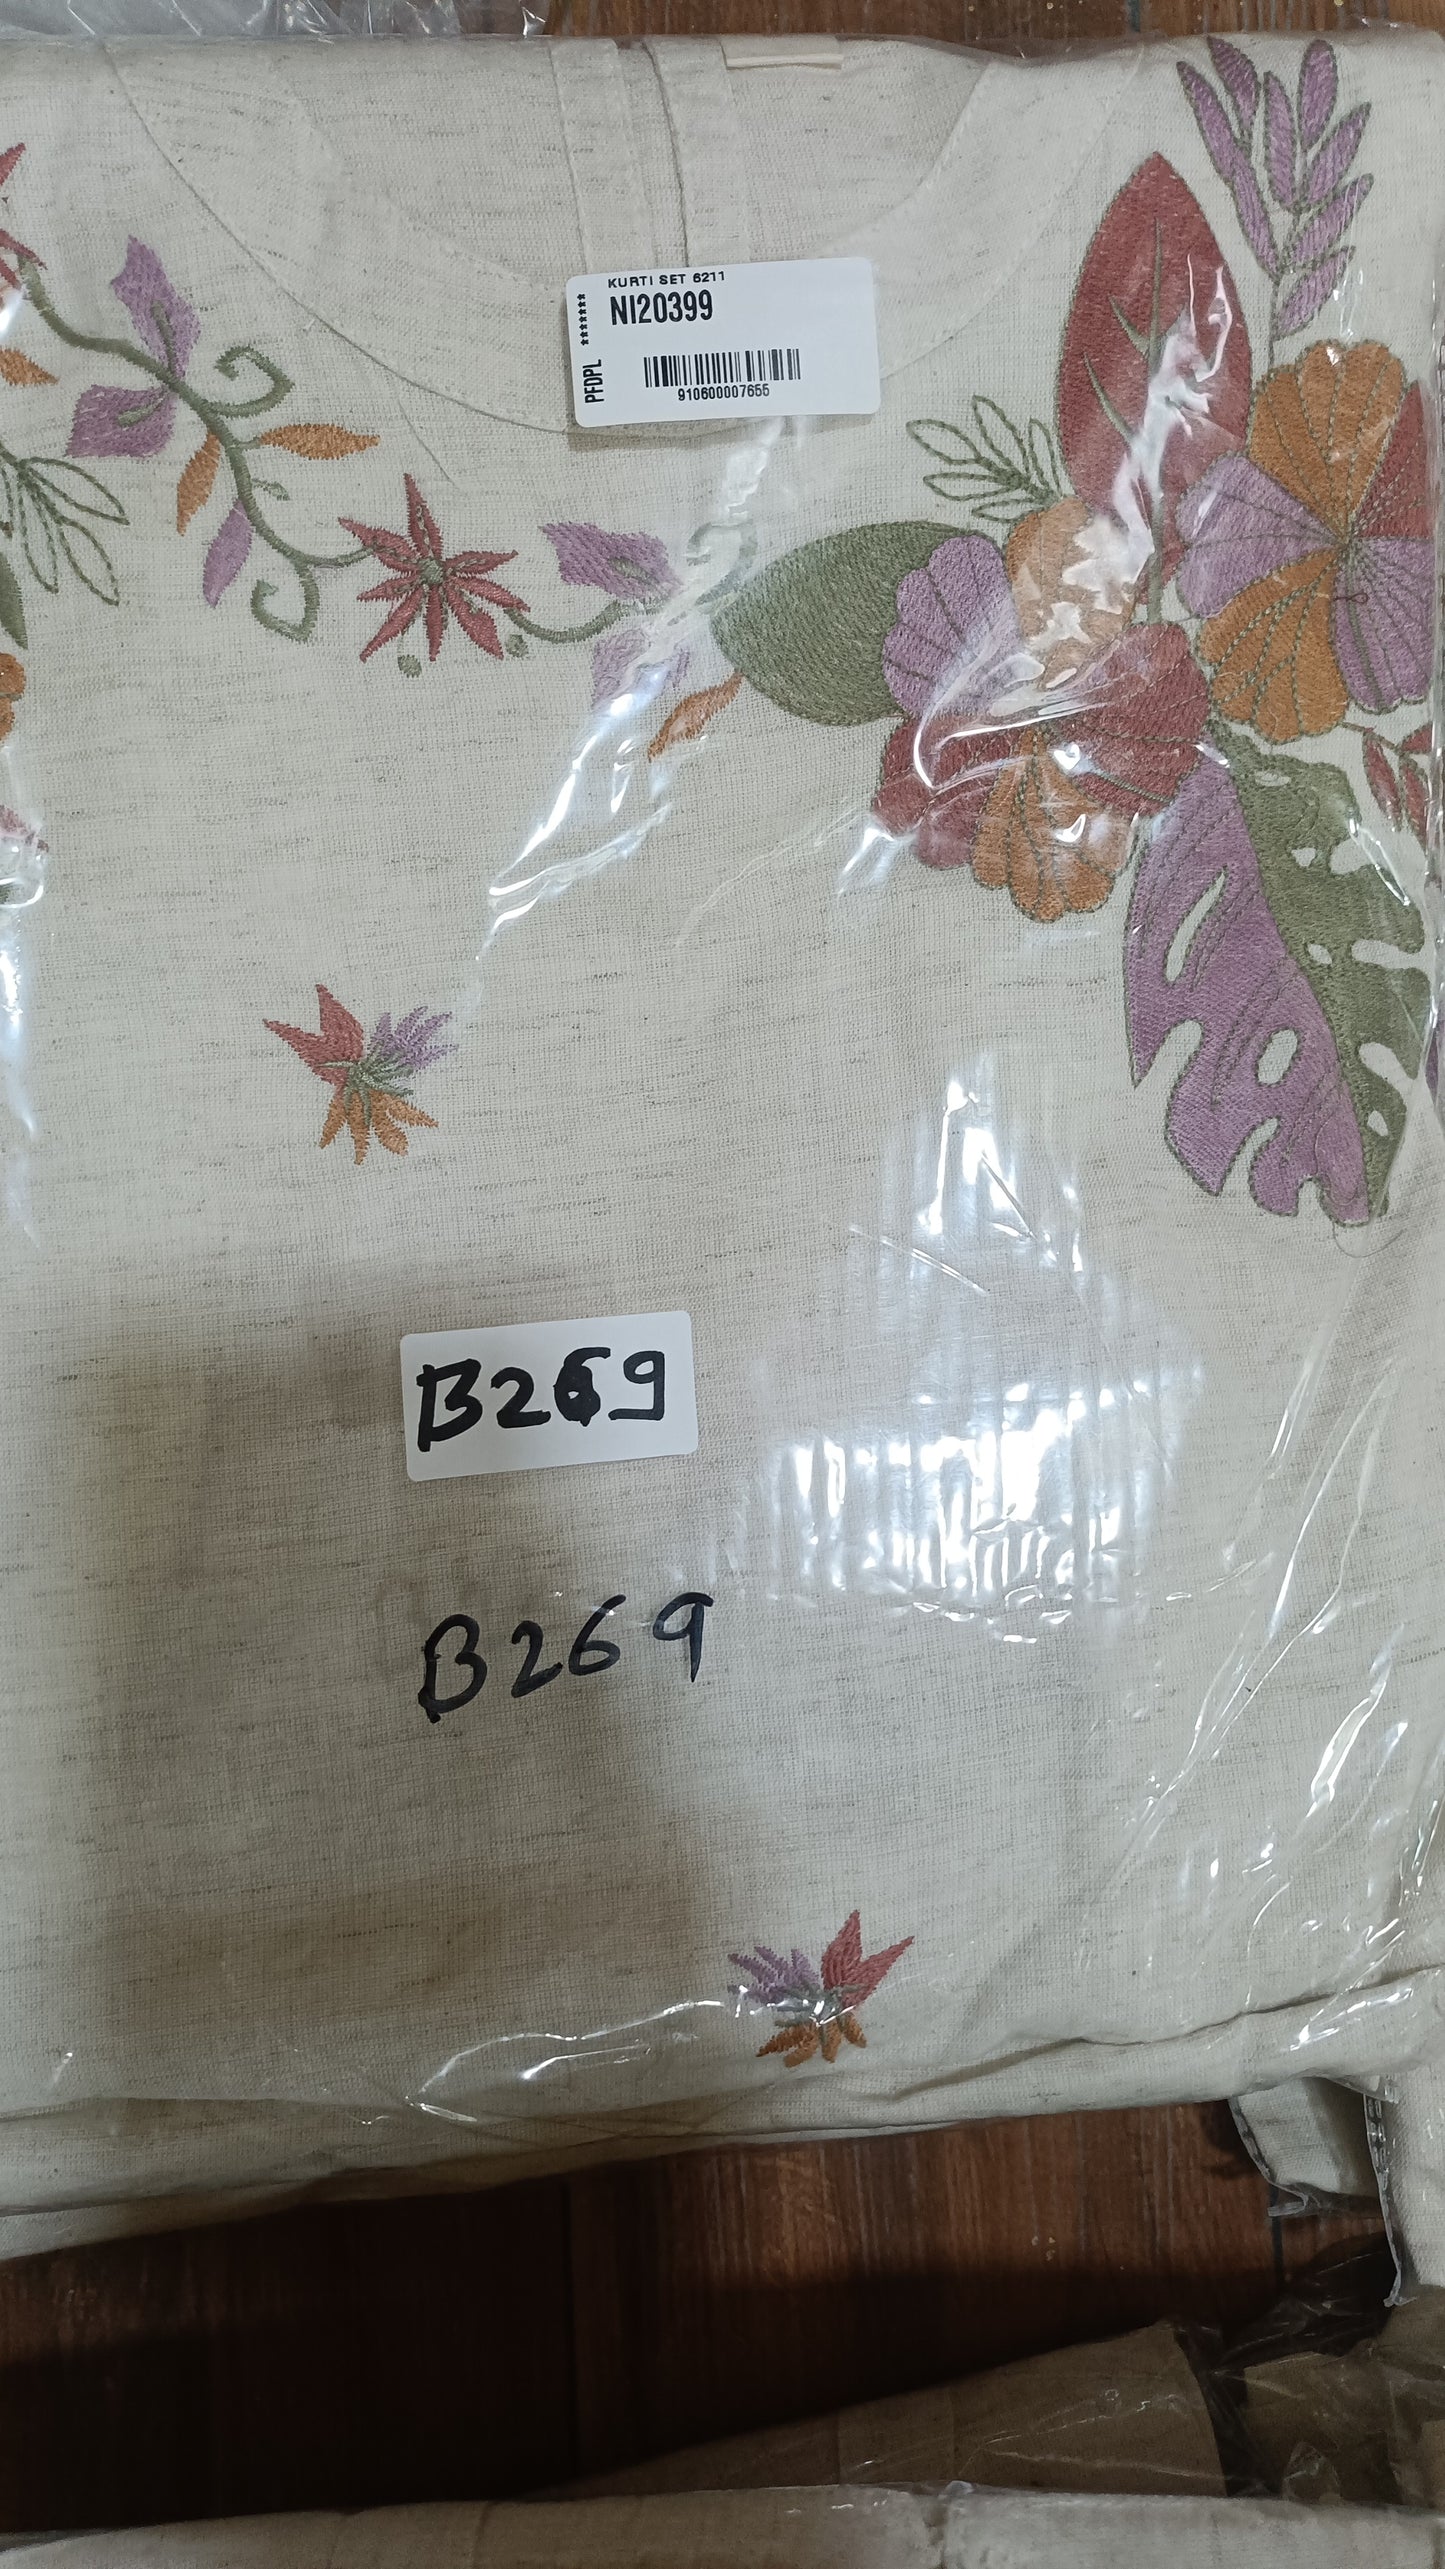 KURTI SET 6211
NI20399
PFDPL *******
910600007655
B269
B269